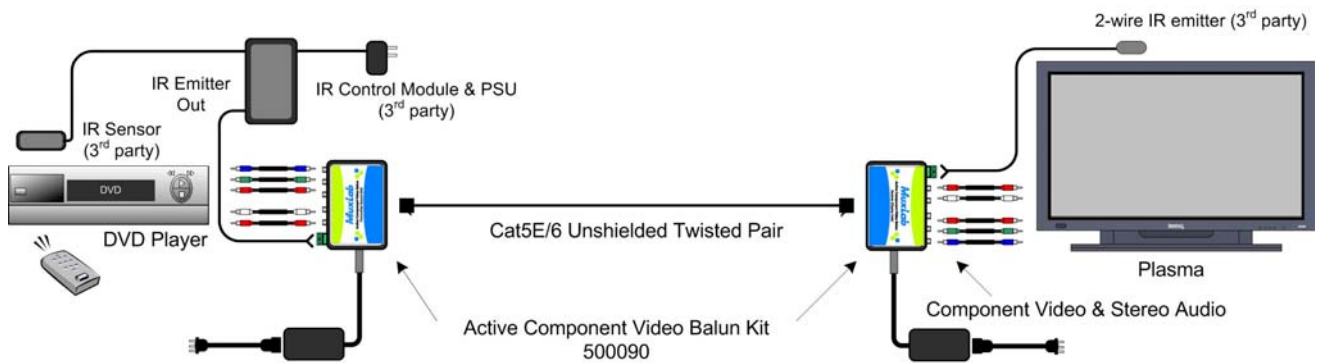 2-wire IR emitter (3rd party)
IR Emitter
Out
IR Control Module & PSU
(3rd party)
IR Sensor
(3rd party)
DVD
DVD Player
MuxLab
MuxLab
Cat5E/6 Unshielded Twisted Pair
Plasma
Component Video & Stereo Audio
Active Component Video Balun Kit
500090